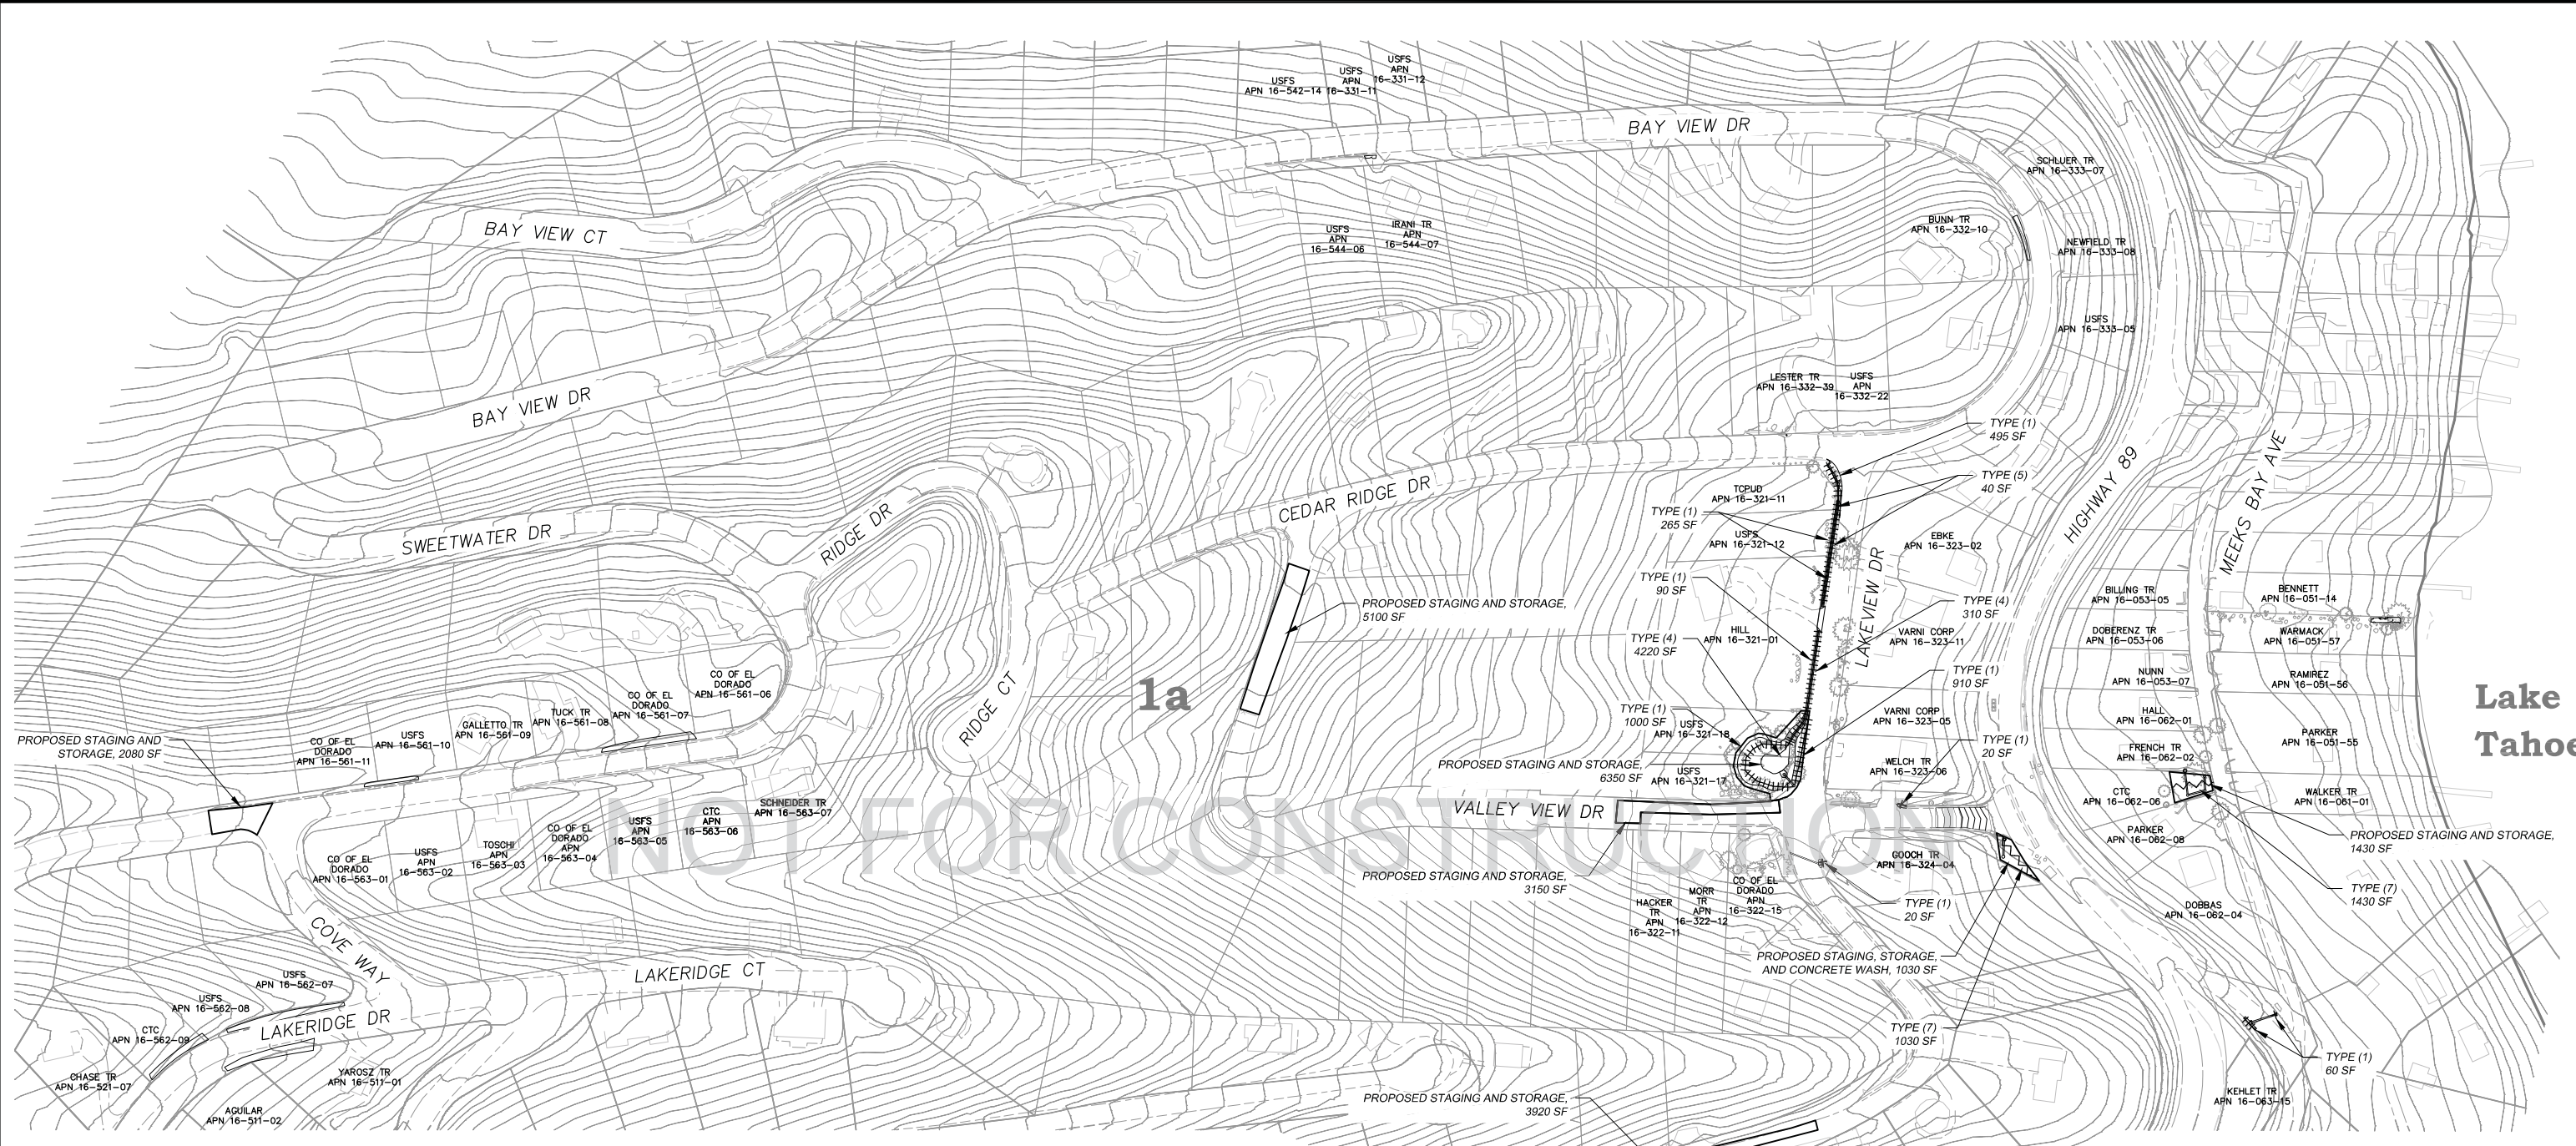 USFS
APN 16-542-14
USFS
APN
16-331-11
USFS
APN
16-331-12
BAY VIEW DR
SCHLUER TR
APN 16-333-07
BAY VIEW CT
USFS
APN
16-544-06
IRANI TR
APN
16-544-07
BUNN TR
APN 16-332-10
NEWFIELD TR
APN 16-333-08
USFS
APN 16-333-05
BAY VIEW DR
LESTER TR
APN 16-332-39
USFS
APN
16-332-22
TYPE (1)
495 SF
HIGHWAY 89
MEEKS BAY AVE
TYPE (5)
40 SF
CEDAR RIDGE DR
TCPUD
APN 16-321-11
TYPE (1)
265 SF
SWEETWATER DR
RIDGE DR
USFS
APN 16-321-12
EBKE
APN 16-323-02
LAKEVIEW DR
TYPE (1)
90 SF
PROPOSED STAGING AND STORAGE,
5100 SF
TYPE (4)
310 SF
BILLING TR
APN 16-053-05
BENNETT
APN 16-051-14
HILL
APN 16-321-01
TYPE (4)
4220 SF
VARNI CORP
APN 16-323-11
DOBERENZ TR
APN 16-053-06
WARMACK
APN 16-051-57
TYPE (1)
910 SF
NUNN
APN 16-053-07
RAMIREZ
APN 16-051-56
CO OF EL
DORADO
APN 16-561-06
CO OF EL
DORADO
APN 16-561-07
TUCK TR
APN 16-561-08
GALLETTO TR
APN 16-561-09
USFS
APN 16-561-10
CO OF EL
DORADO
APN 16-561-11
PROPOSED STAGING AND
STORAGE, 2080 SF
RIDGE CT
1a
Lake
Tahoe
TYPE (1)
1000 SF
USFS
APN 16-321-18
VARNI CORP
APN 16-323-05
HALL
APN 16-062-01
PARKER
APN 16-051-55
TYPE (1)
20 SF
FRENCH TR
APN 16-062-02
PROPOSED STAGING AND STORAGE,
6350 SF
USFS
APN 16-321-17
WELCH TR
APN 16-323-06
CTC
APN 16-062-06
WALKER TR
APN 16-061-01
VALLEY VIEW DR
NOT FOR CONSTRUCTION
SCHNEIDER TR
APN 16-563-07
CTC
APN
16-563-06
USFS
APN
16-563-05
CO OF EL
DORADO
APN
16-563-04
TOSCHI
APN
16-563-03
USFS
APN
16-563-02
CO OF EL
DORADO
APN 16-563-01
PARKER
APN 16-062-08
PROPOSED STAGING AND STORAGE,
1430 SF
GOOCH TR
APN 16-324-04
PROPOSED STAGING AND STORAGE,
3150 SF
CO OF EL
DORADO
APN
16-322-15
MORR
TR
APN
16-322-12
HACKER
TR
APN
16-322-11
TYPE (1)
20 SF
TYPE (7)
1430 SF
DOBBAS
APN 16-062-04
COVE WAY
LAKERIDGE CT
PROPOSED STAGING, STORAGE,
AND CONCRETE WASH, 1030 SF
USFS
APN 16-562-07
USFS
APN 16-562-08
LAKERIDGE DR
CTC
APN 16-562-09
TYPE (7)
1030 SF
CHASE TR
APN 16-521-07
YAROSZ TR
APN 16-511-01
AGUILAR
APN 16-511-02
TYPE (1)
60 SF
KEHLET TR
APN 16-063-15
PROPOSED STAGING AND STORAGE,
3920 SF